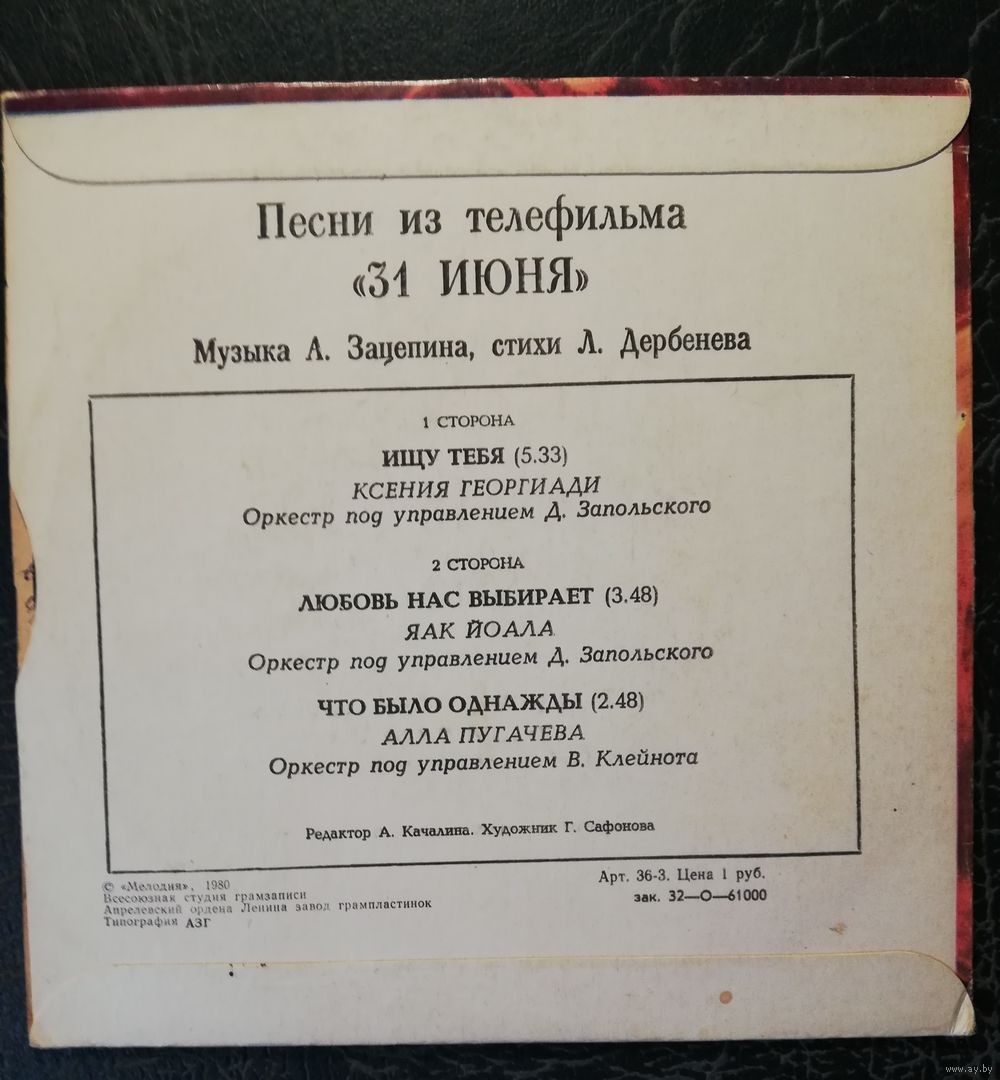 Песни из телефильма
«31 ИЮНЯ»
Музыка А. Зацепина, стихи Л. Дербенева
1 СТОРОНА
ИЩУ ТЕБЯ (5.33)
КСЕНИЯ ГЕОРГИАДИ
Оркестр под управлением Д. Запольского
2 СТОРОНА
ЛЮБОВЬ НАС ВЫБИРАЕТ (3.48)
ЯАК ЙОАЛА
Оркестр под управлением Д. Запольского
ЧТО БЫЛО ОДНАЖДЫ (2.48)
АЛЛА ПУГАЧЕВА
Оркестр под управлением В. Клейнота
Редактор А. Качалина. Художник Г. Сафонова
© «Мелодия», 1980
Всесоюзная студия грамзаписи
Апрелевский ордена Ленина завод грампластинок
Типография АЗГ
Арт. 36-3. Цена 1 руб.
зак. 32—О—61000
www.ay.by